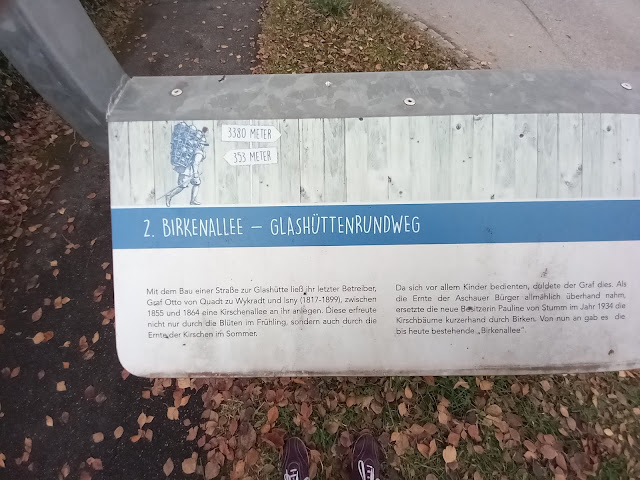 3380 METER
353 METER
2. BIRKENALLEE – GLASHÜTTENRUNDWEG
Mit dem Bau einer Straße zur Glashütte ließ ihr letzter Betreiber,
Graf Otto von Quadt zu Wykradt und Isny (1817-1899), zwischen
1855 und 1864 eine Kirschenallee an ihr anlegen. Diese erfreute
nicht nur durch die Blüten im Frühling, sondern auch durch die
Ernte der Kirschen im Sommer.
Da sich vor allem Kinder bedienten, duldete der Graf dies. Als
die Ernte der Aschauer Bürger allmählich überhand nahm,
ersetzte die neue Besitzerin Pauline von Stumm im Jahr 1934 die
Kirschbäume kurzerhand durch Birken. Von nun an gab es die
bis heute bestehende „Birkenallee“.